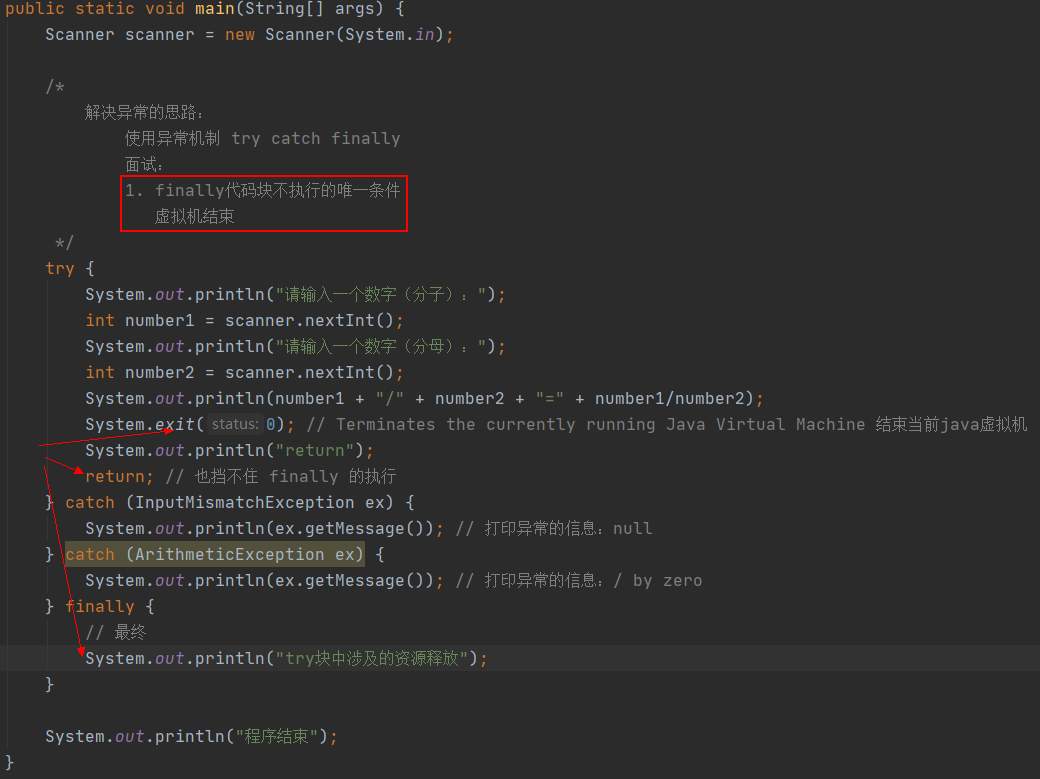 public static void main(String[] args) {
Scanner scanner = new Scanner(System.in);
/*
解决异常的思路:
使用异常机制 try catch finally
面试:
1. finally代码块不执行的唯一条件
虚拟机结束
*/
try {
System.out.println("请输入一个数字（分子）：");
int number1 = scanner.nextInt();
System.out.println("请输入一个数字（分母）：");
int number2 = scanner.nextInt();
System.out.println(number1 + "/" + number2 + "=" + number1/number2);
System.exit( status: 0); // Terminates the currently running Java Virtual Machine 结束当前java虚拟机
System.out.println("return");
return; // 也挡不住 finally 的执行
} catch (InputMismatchException ex) {
System.out.println(ex.getMessage()); // 打印异常的信息：null
} catch (ArithmeticException ex) {
System.out.println(ex.getMessage()); // 打印异常的信息：/ by zero
} finally {
// 最终
System.out.println("try块中涉及的资源释放");
}
System.out.println("程序结束");
}